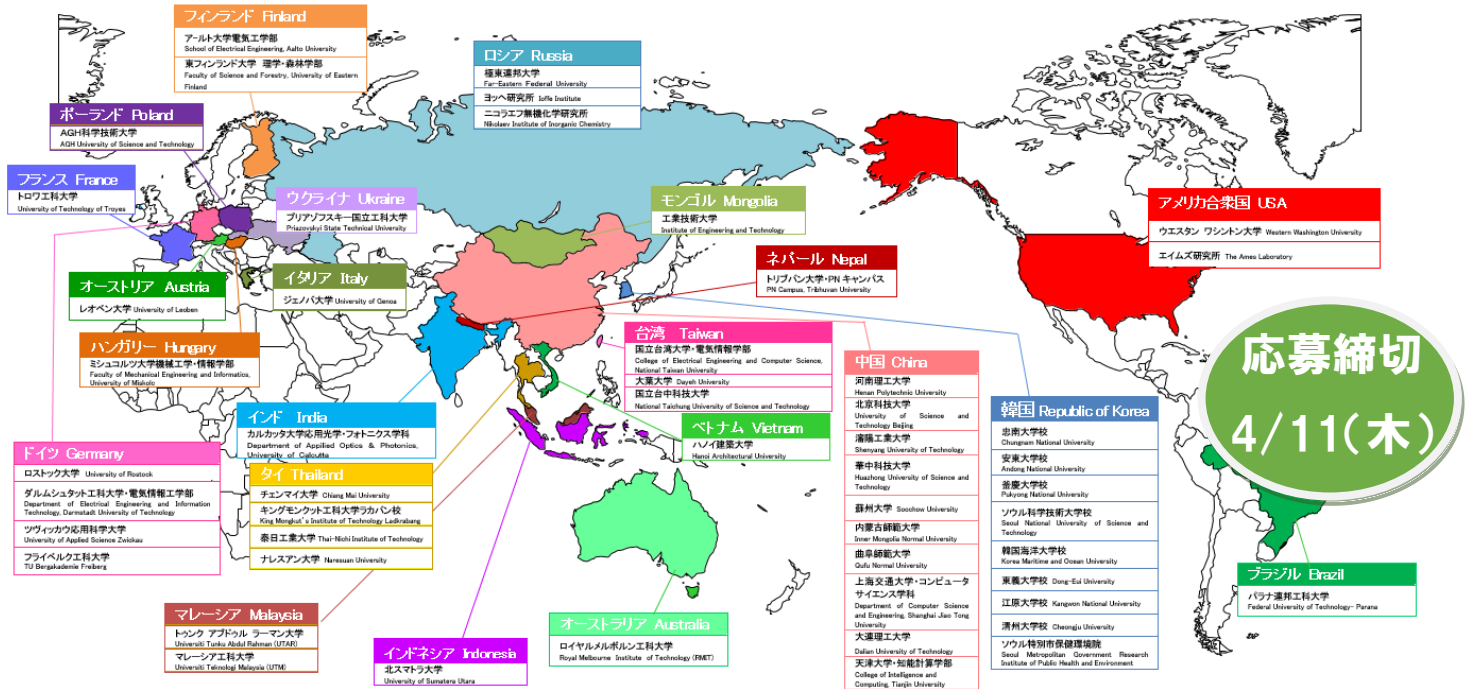 フィンランド Finland
アールト大学電気工学部
School of Electrical Engineering, Aalto University
東フィンランド大学 理学・森林学部
Faculty of Science and Forestry, University of Eastern
Finland
ロシア Russia
極東連邦大学
Far-Eastern Federal University
ヨッヘ研究所 Ioffe Institute
ニコラエフ無機化学研究所
Nikolaev Institute of Inorganic Chemistry
ポーランド Poland
AGH科学技術大学
AGH University of Science and Technology
フランス France
トロワ工科大学
University of Technology of Troyes
ウクライナ Ukraine
プリアゾフスキー国立工科大学
Priazovskyi State Technical University
モンゴル Mongolia
工業技術大学
Institute of Engineering and Technology
アメリカ合衆国 USA
ウエスタン ワシントン大学 Western Washington University
エイムズ研究所 The Ames Laboratory
ネパール Nepal
トリブバン大学・PN キャンパス
PN Campus, Tribhuvan University
イタリア Italy
ジェノバ大学 University of Genoa
オーストリア Austria
レオベン大学 University of Leoben
ハンガリー Hungary
ミシュコルツ大学機械工学・情報学部
Faculty of Mechanical Engineering and Informatics,
University of Miskolc
台湾 Taiwan
国立台湾大学・電気情報学部
College of Electrical Engineering and Computer Science,
National Taiwan University
大葉大学 Dayeh University
国立台中科技大学
National Taichung University of Science and Technology
応募締切
4/11(木)
中国 China
河南理工大学
Henan Polytechnic University
北京科技大学
University of Science and
Technology Beijing
瀋陽工業大学
Shenyang University of Technology
華中科技大学
Huazhong University of Science and
Technology
蘇州大学 Soochow University
内蒙古師範大学
Inner Mongolia Normal University
曲阜師範大学
Qufu Normal University
上海交通大学・コンピュータ
サイエンス学科
Department of Computer Science
and Engineering, Shanghai Jiao Tong
University
大連理工大学
Dalian University of Technology
天津大学・知能計算学部
College of Intelligence and
Computing, Tianjin University
韓国 Republic of Korea
忠南大学校
Chungnam National University
安東大学校
Andong National University
釜慶大学校
Pukyong National University
ソウル科学技術大学校
Seoul National University of Science and
Technology
韓国海洋大学校
Korea Maritime and Ocean University
東義大学校 Dong-Eui University
江原大学校 Kangwon National University
清州大学校 Cheongju University
ソウル特別市保健環境院
Seoul Metropolitan Government Research
Institute of Public Health and Environment
インド India
カルカッタ大学応用光学・フォトニクス学科
Department of Applied Optics & Photonics,
University of Calcutta
ベトナム Vietnam
ハノイ建築大学
Hanoi Architectural University
ドイツ Germany
ロストック大学 University of Rostock
ダルムシュタット工科大学・電気情報工学部
Department of Electrical Engineering and Information
Technology, Darmatadt University of Technology
ツヴィッカウ応用科学大学
University of Applied Science Zwickau
フライベルク工科大学
TU Bergakademie Freiberg
タイ Thailand
チェンマイ大学 Chiang Mai University
キングモンクット工科大学ラカバン校
King Mongkut's Institute of Technology Ladkrabang
泰日工業大学 Thai-Nichi Institute of Technology
ナレスアン大学 Naresuan University
ブラジル Brazil
パラナ連邦工科大学
Federal University of Technology- Parana
マレーシア Malaysia
トゥンク アブドゥル ラーマン大学
Universiti Tunku Abdul Rahman (UTAR)
マレーシア工科大学
Universiti Teknologi Malaysia (UTM)
オーストラリア Australia
ロイヤルメルボルン工科大学
Royal Melbourne Institute of Technology (RMIT)
インドネシア Indonesia
北スマトラ大学
University of Sumatera Utara